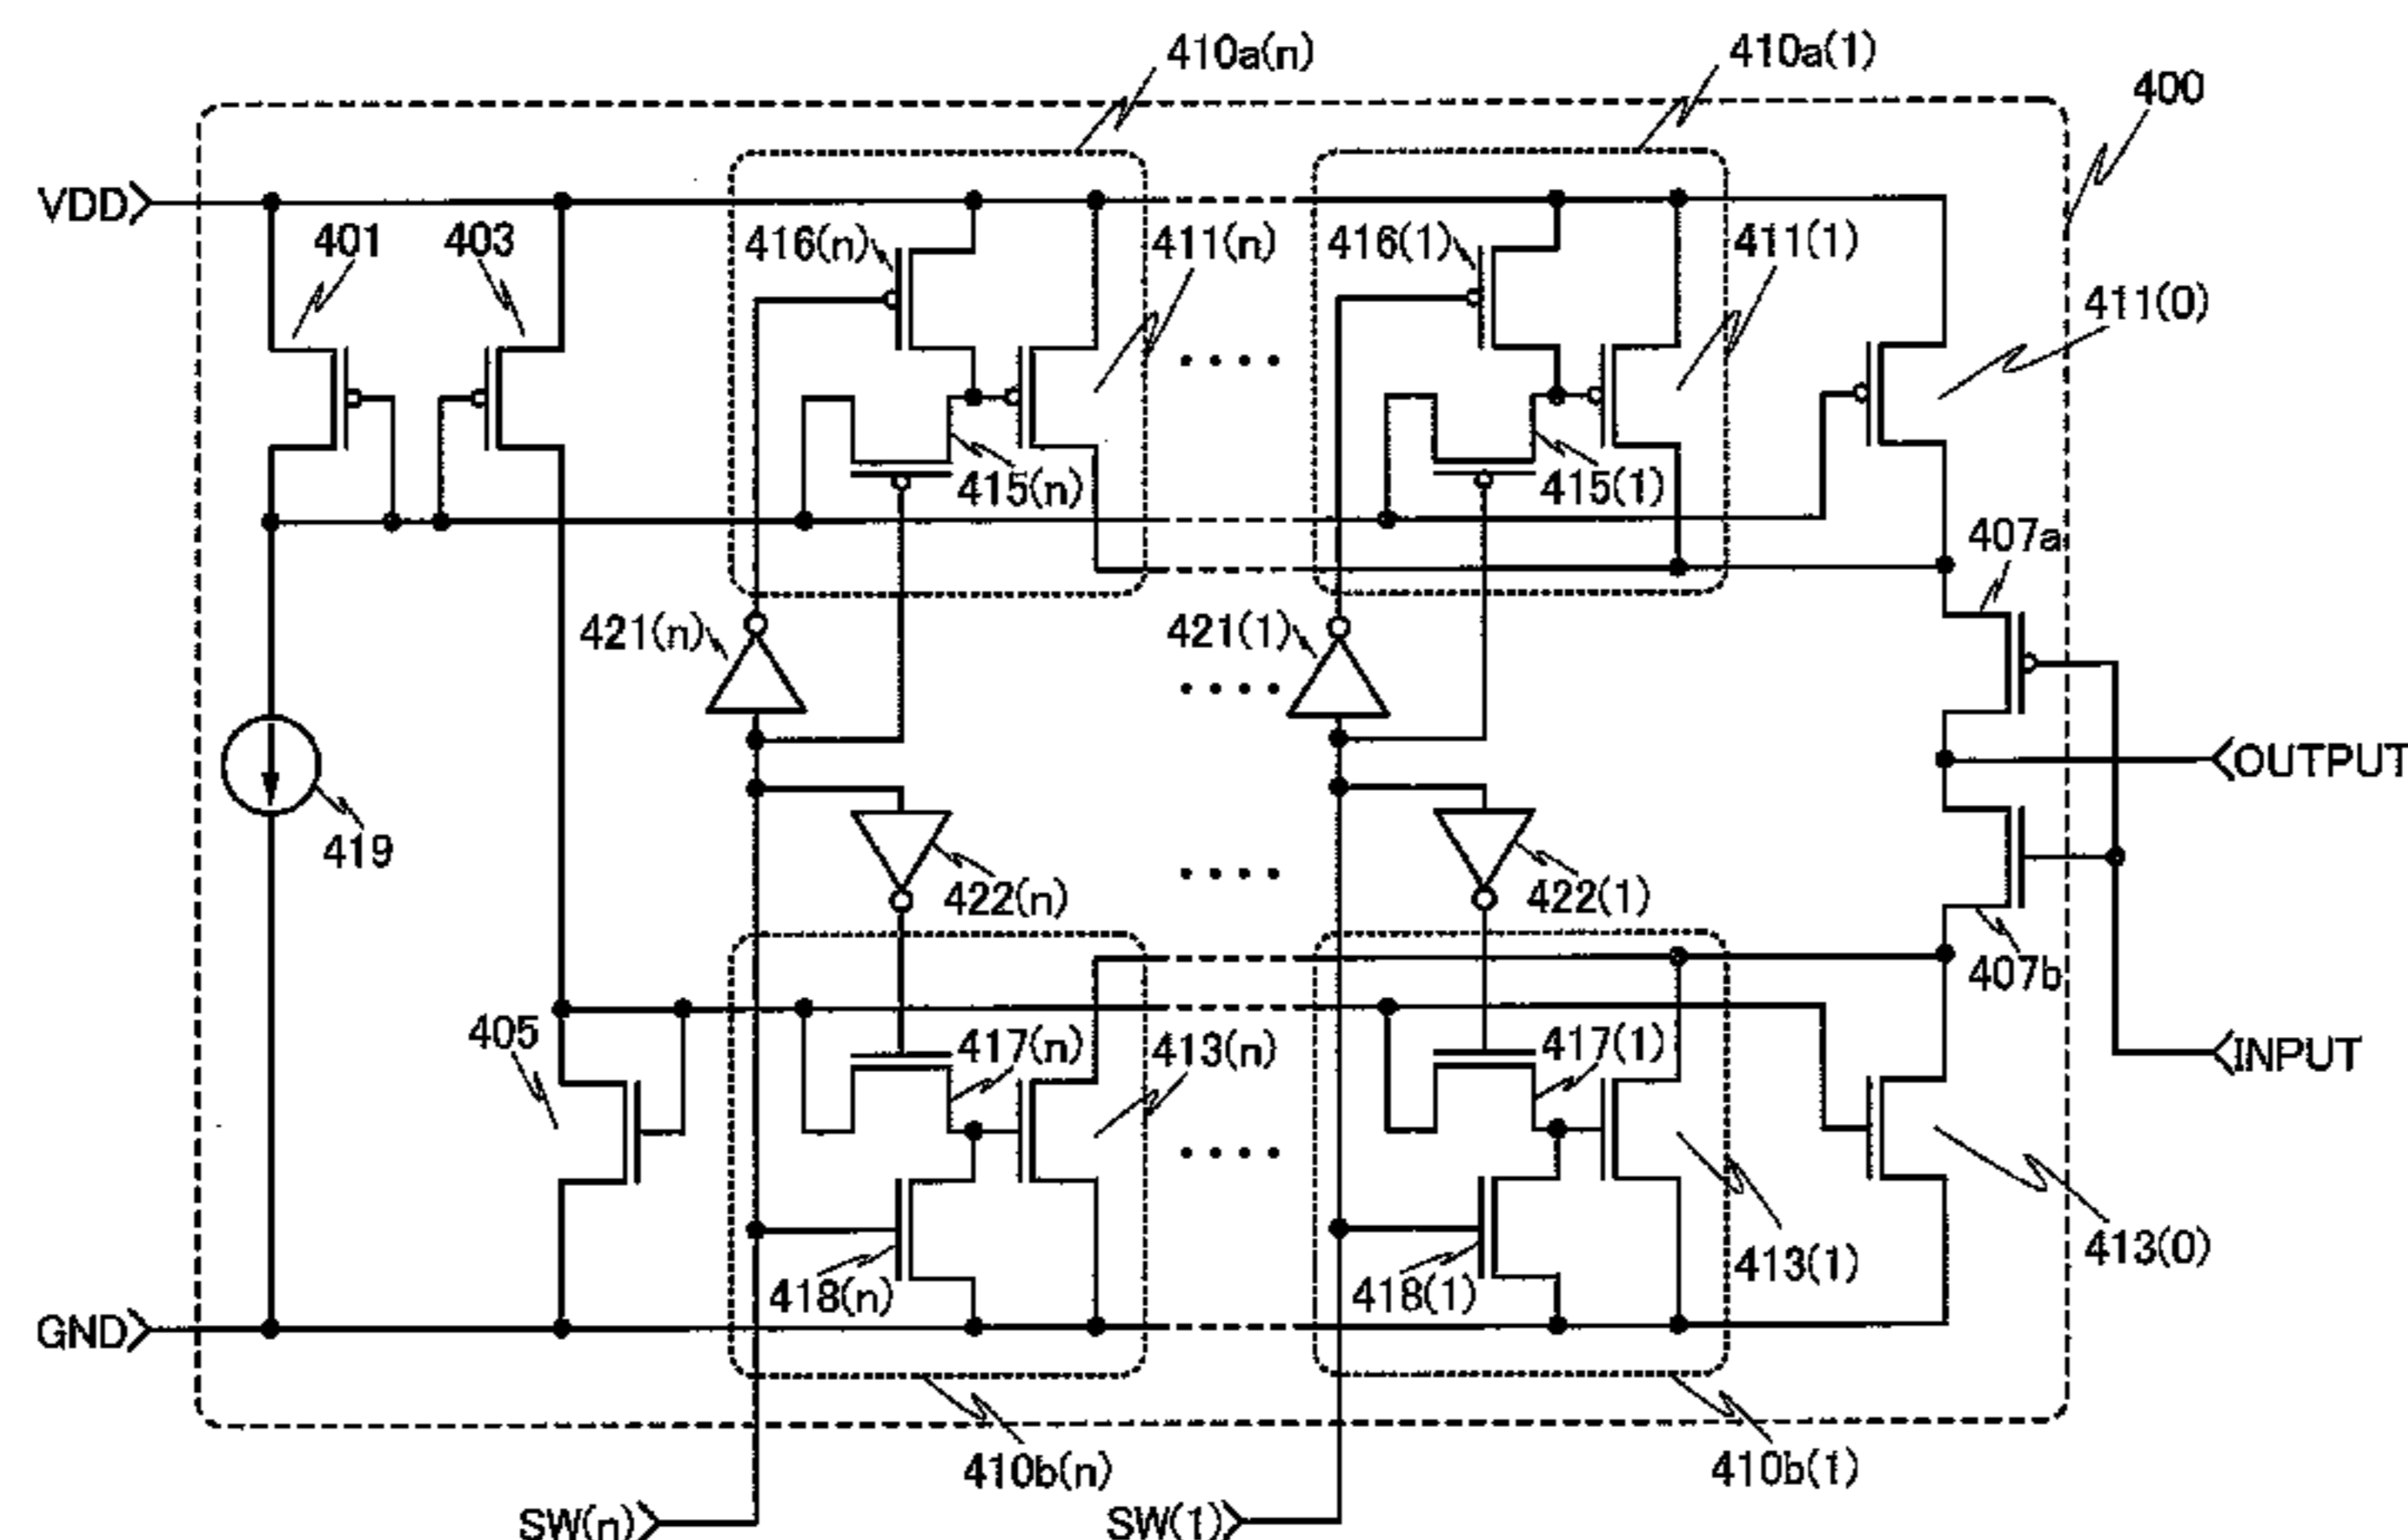 410a(n)
410a(1)
400
VDD
401
403
416(n)
411(n)
416(1)
411(1)
411(0)
415(n)
415(1)
407a
421(n)
421(1)
OUTPUT
419
422(n)
422(1)
407b
405
417(n)
413(n)
417(1)
INPUT
418(n)
418(1)
413(1)
413(0)
GND
410b(n)
410b(1)
SW(n)
SW(1)